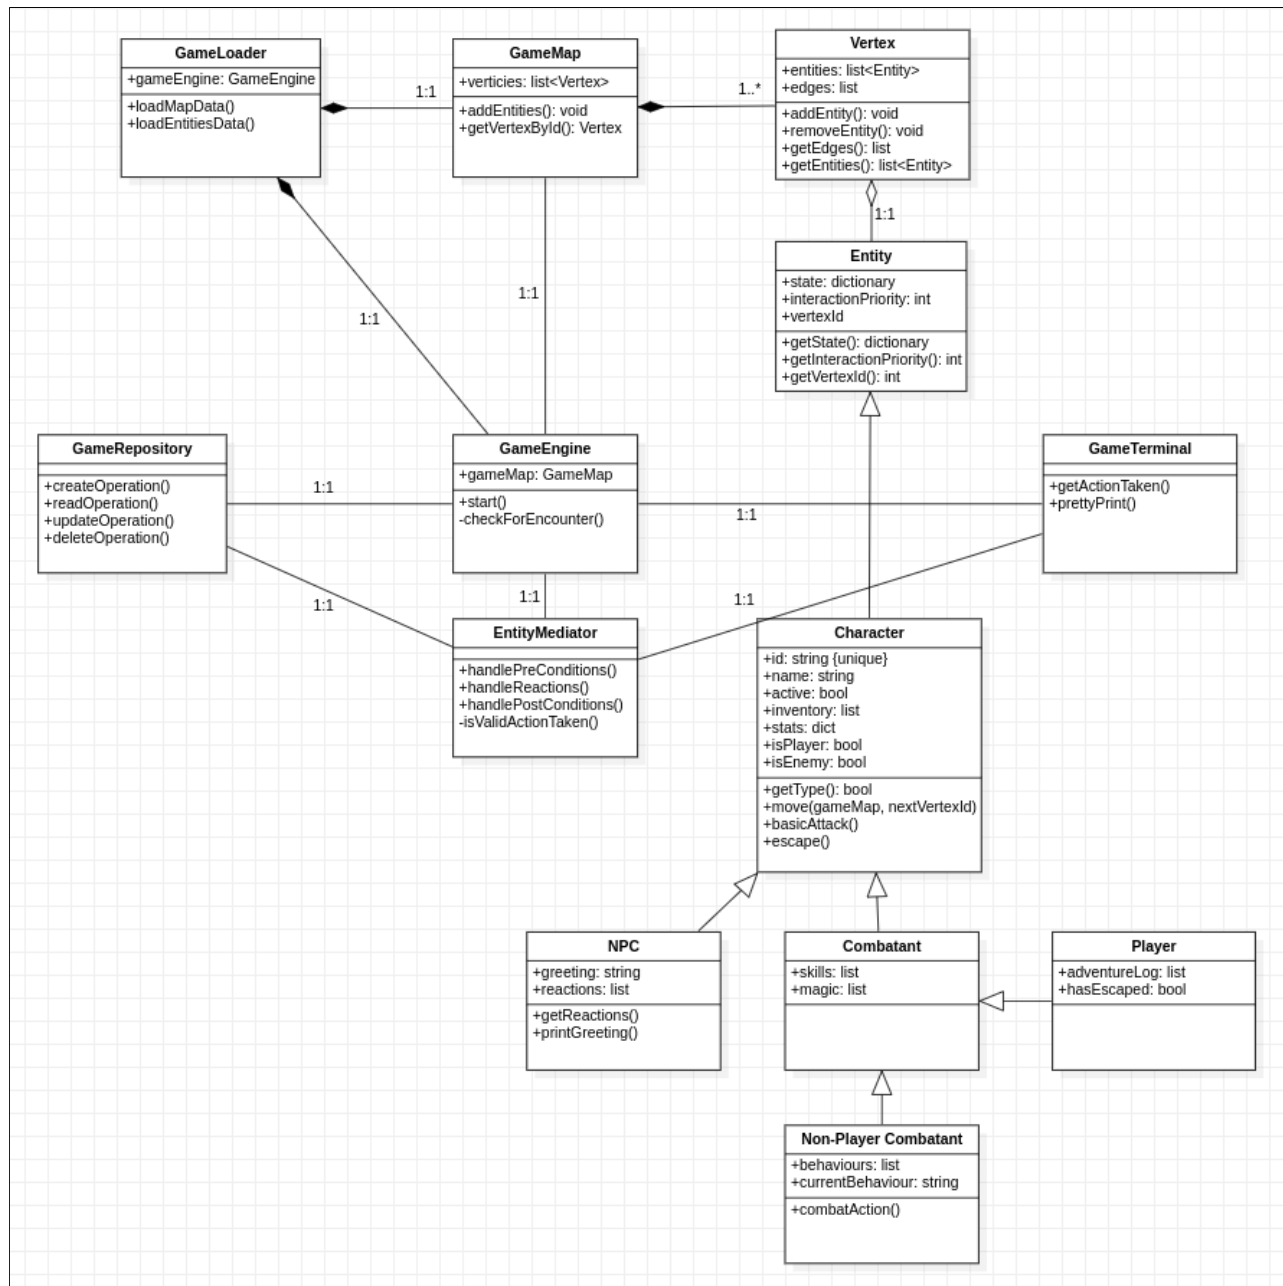 GameLoader
+gameEngine: GameEngine
+loadMapData()
+loadEntitiesData()
1:1
GameMap
+verticies: list<Vertex>
+addEntities(): void
+getVertexById(): Vertex
1..*
Vertex
+entities: list<Entity>
+edges: list
+addEntity(): void
+removeEntity(): void
+getEdges(): list
+getEntities(): list<Entity>
1:1
Entity
+state: dictionary
+interactionPriority: int
+vertexId
+getState(): dictionary
+getInteractionPriority(): int
+getVertexId(): int
1:1
1:1
GameRepository
+createOperation()
+readOperation()
+updateOperation()
+deleteOperation()
1:1
GameEngine
+gameMap: GameMap
+start()
-checkForEncounter()
1:1
GameTerminal
+getActionTaken()
+prettyPrint()
1:1
1:1
1:1
EntityMediator
+handlePreConditions()
+handleReactions()
+handlePostConditions()
-isValidActionTaken()
Character
+id: string {unique}
+name: string
+active: bool
+inventory: list
+stats: dict
+isPlayer: bool
+isEnemy: bool
+getType(): bool
+move(gameMap, nextVertexId)
+basicAttack()
+escape()
NPC
+greeting: string
+reactions: list
+getReactions()
+printGreeting()
Combatant
+skills: list
+magic: list
Player
+adventureLog: list
+hasEscaped: bool
Non-Player Combatant
+behaviours: list
+currentBehaviour: string
+combatAction()